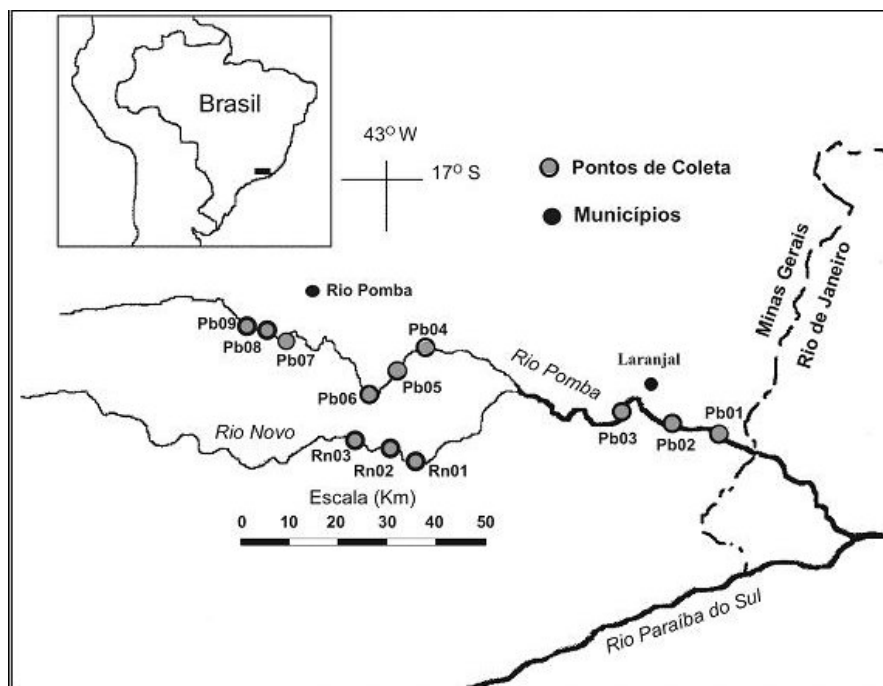 Brasil
43º W
17º S
Pontos de Coleta
Municípios
Minas Gerais
Rio de Janeiro
Rio Pomba
Pb09
Pb08
Pb07
Pb04
Pb05
Pb06
Rio Pomba
Laranjal
Pb03
Pb02
Pb01
Rio Novo
Rn03
Rn02
Rn01
Escala (Km)
0 10 20 30 40 50
Rio Paraíba do Sul